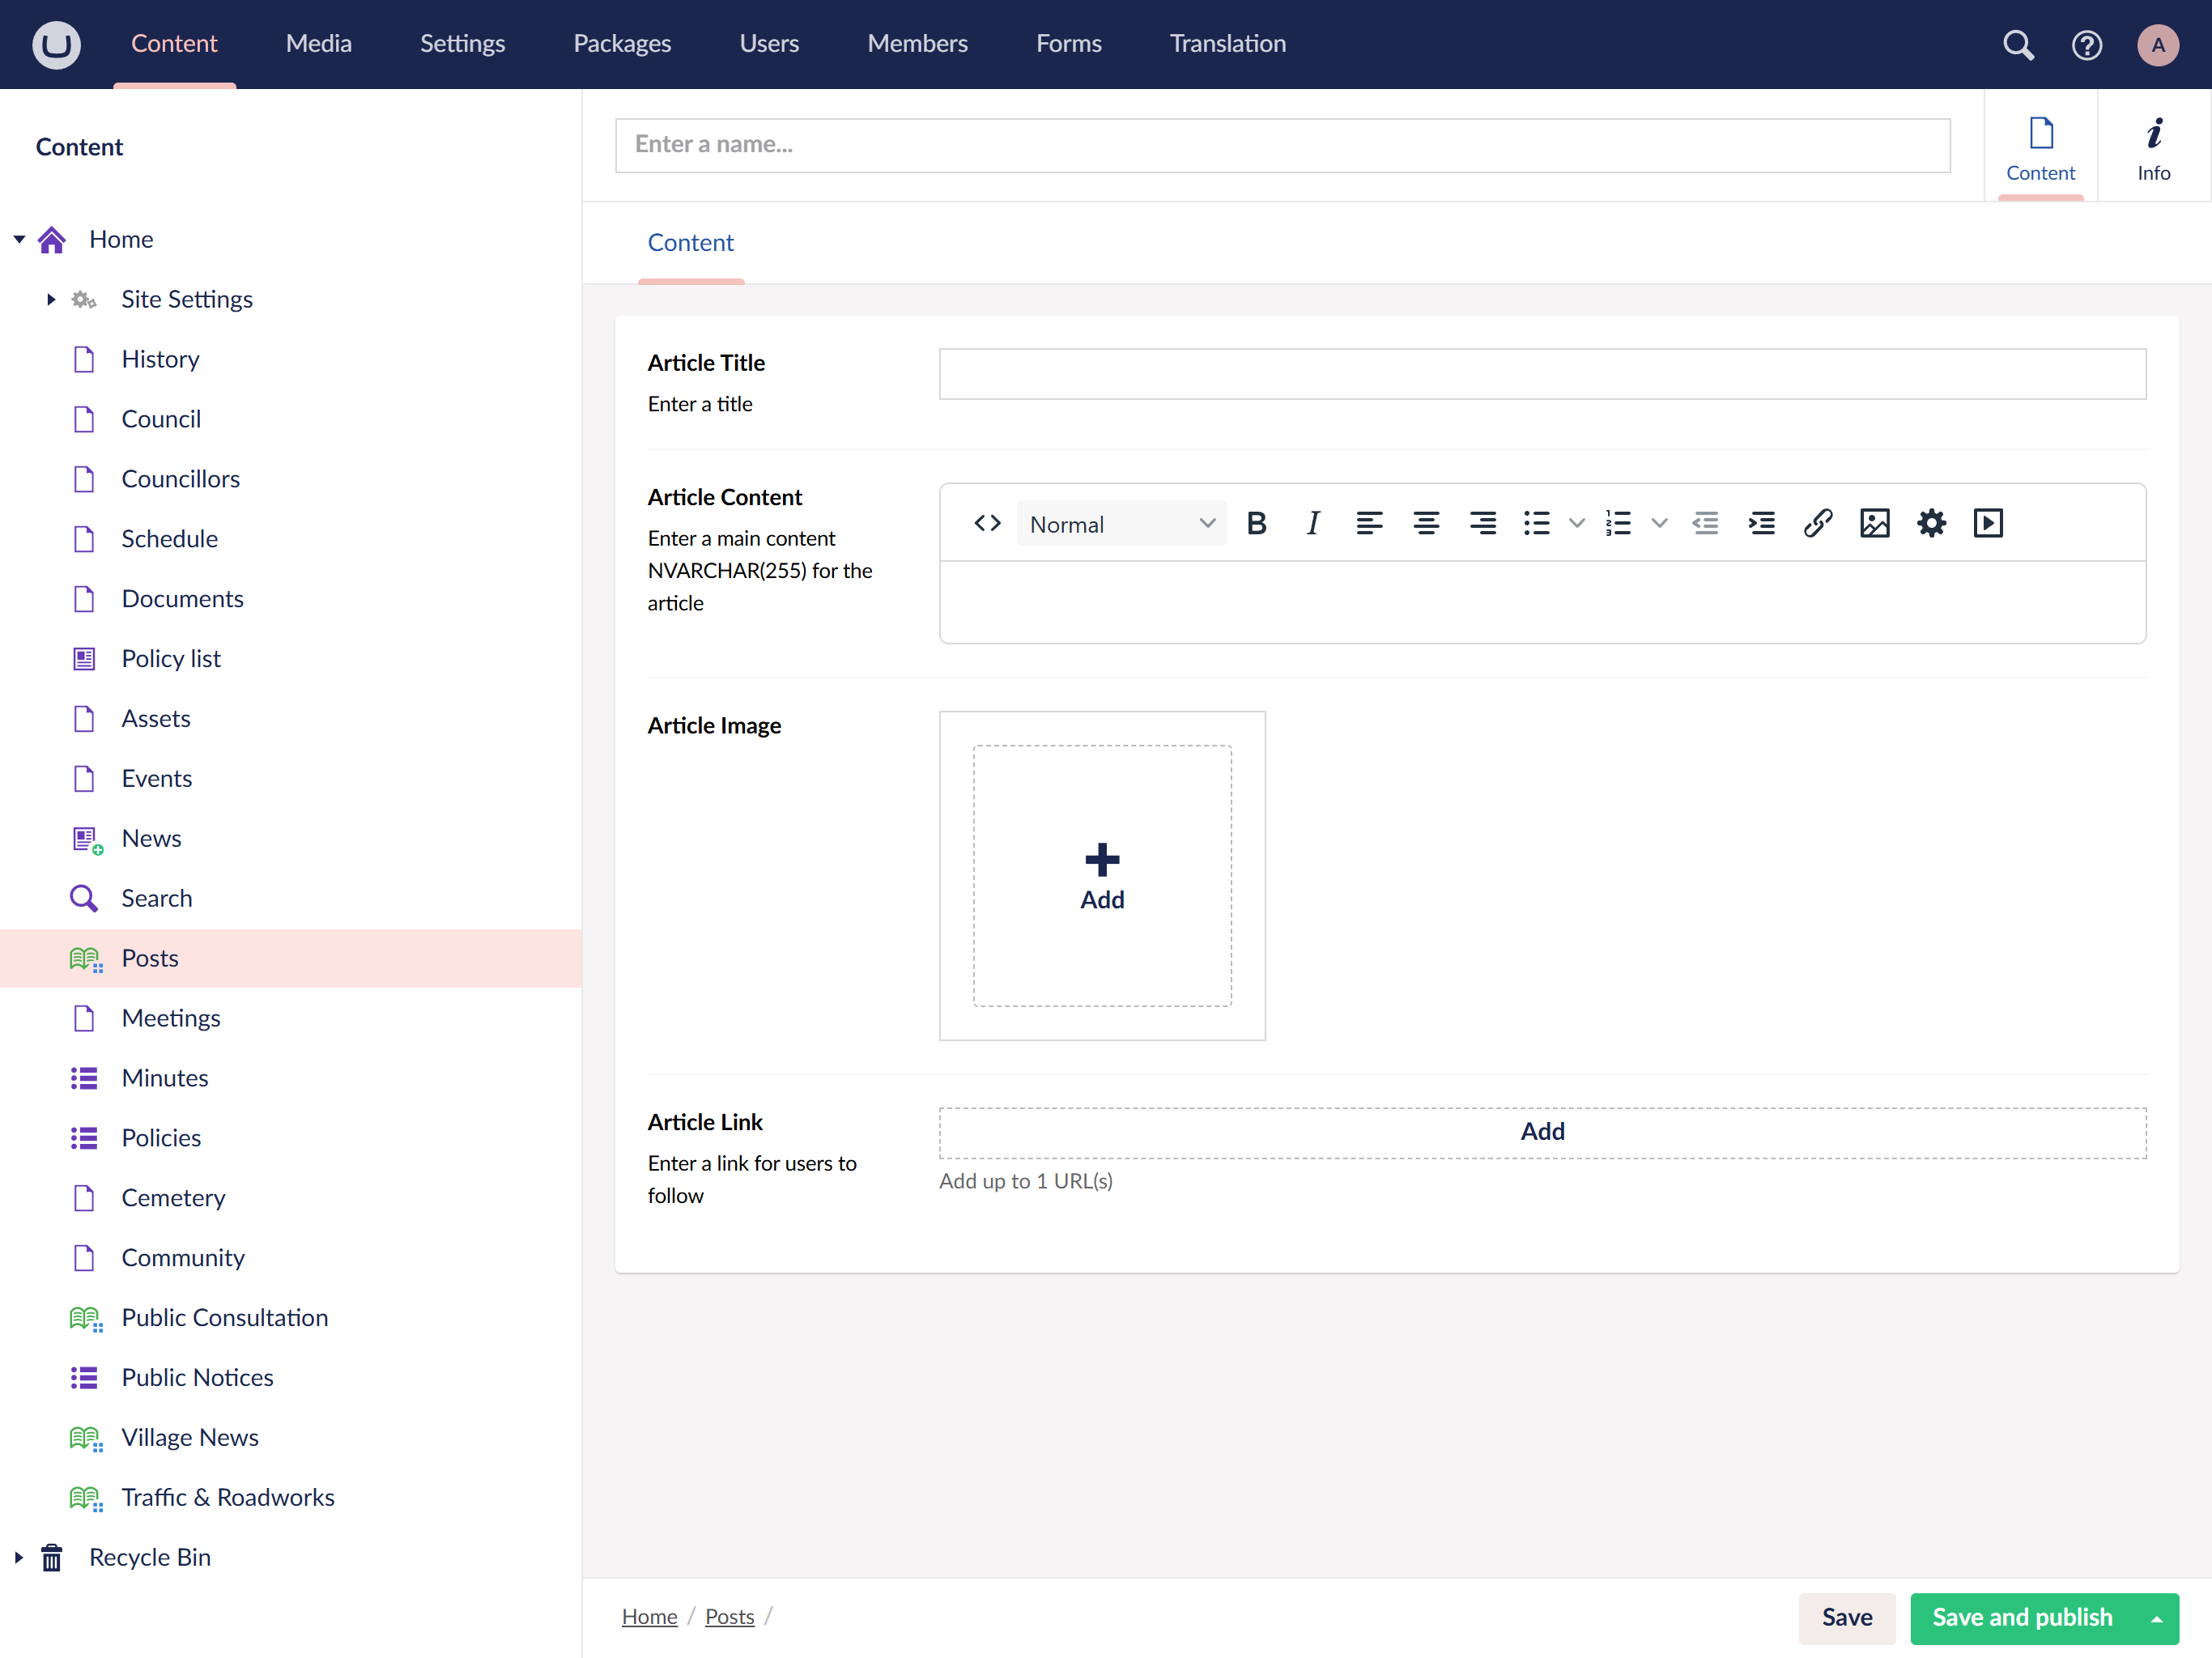 Content
Media
Settings
Packages
Users
Members
Forms
Translation
A
Content
Home
Site Settings
History
Council
Councillors
Schedule
Documents
Policy list
Assets
Events
News
Search
Posts
Meetings
Minutes
Policies
Cemetery
Community
Public Consultation
Public Notices
Village News
Traffic & Roadworks
Recycle Bin
Enter a name...
Content
Info
Content
Article Title
Enter a title
Article Content
Enter a main content
NVARCHAR(255) for the
article
Normal
Article Image
Add
Article Link
Enter a link for users to
follow
Add
Add up to 1 URL(s)
Home / Posts /
Save
Save and publish